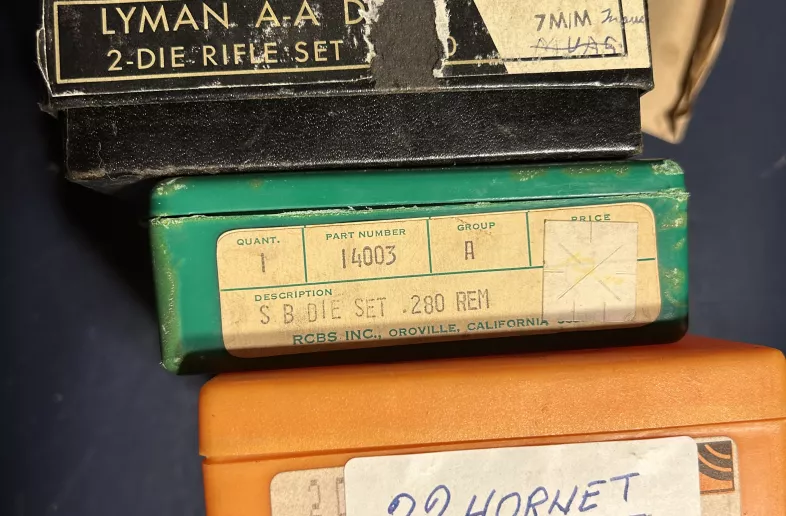 LYMAN A-A D
7M/M
2-DIE RIFLE SET
QUANT. PART NUMBER GROUP PRICE
1 14003 A
DESCRIPTION
S B DIE SET .280 REM
RCBS INC., OROVILLE, CALIFORNIA
22 HORNET